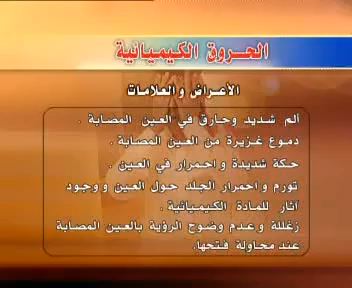 الحروق الكيميائية
الأعراض والعلامات
ألم شديد وحارق في العين المصابة .
دموع غزيرة من العين المصابة .
حكة شديدة واحمرار في العين .
تورم واحمرار الجلد حول العين ووجود
آثار للمادة الكيميائية .
زغللة وعدم وضوح الرؤية بالعين المصابة
عند محاولة فتحها.